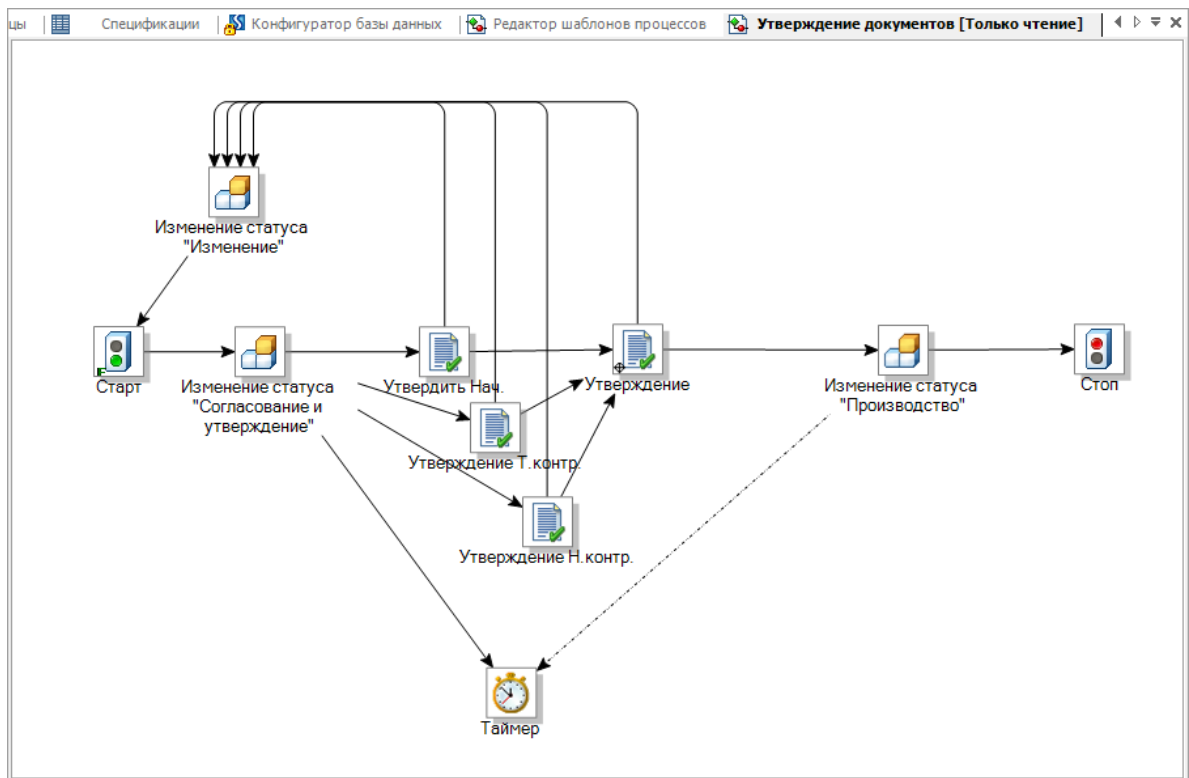 цы
Спецификации
Конфигуратор базы данных
Редактор шаблонов процессов
Утверждение документов [Только чтение]
Изменение статуса
"Изменение"
Старт
Изменение статуса
"Согласование и
утверждение"
Утвердить Нач.
Утверждение
Изменение статуса
"Производство"
Стоп
Утверждение Т.контр.
Утверждение Н.контр.
Таймер